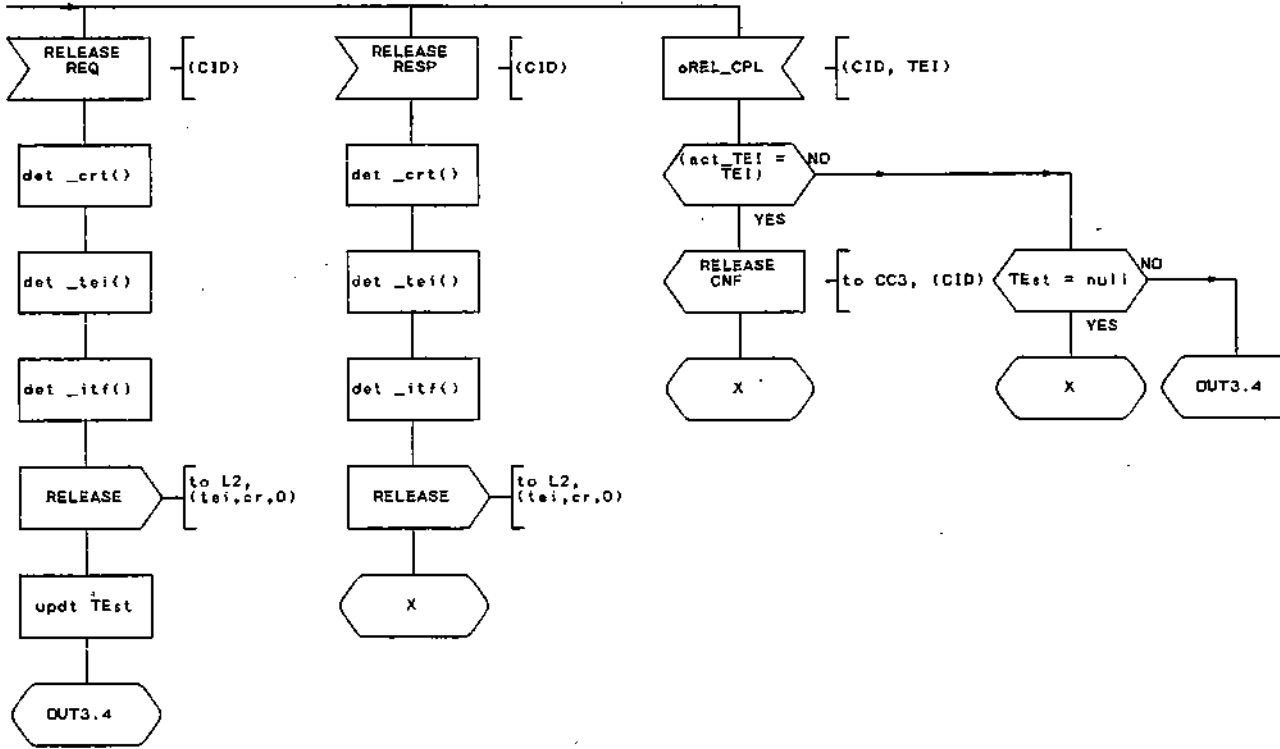 RELEASE
REQ
(CID)
det _crt()
det _tei()
det _itf()
RELEASE
to L2,
(tei,cr,0)
updt TEst
OUT3.4
RELEASE
RESP
(CID)
det _crt()
det _tei()
det _itf()
RELEASE
to L2,
(tei,cr,0)
X
oREL_CPL
(CID, TEI)
(act_TEI =
TEI)
NO
YES
RELEASE
CNF
to CC3, (CID)
X
TEst = null
NO
YES
X
OUT3.4